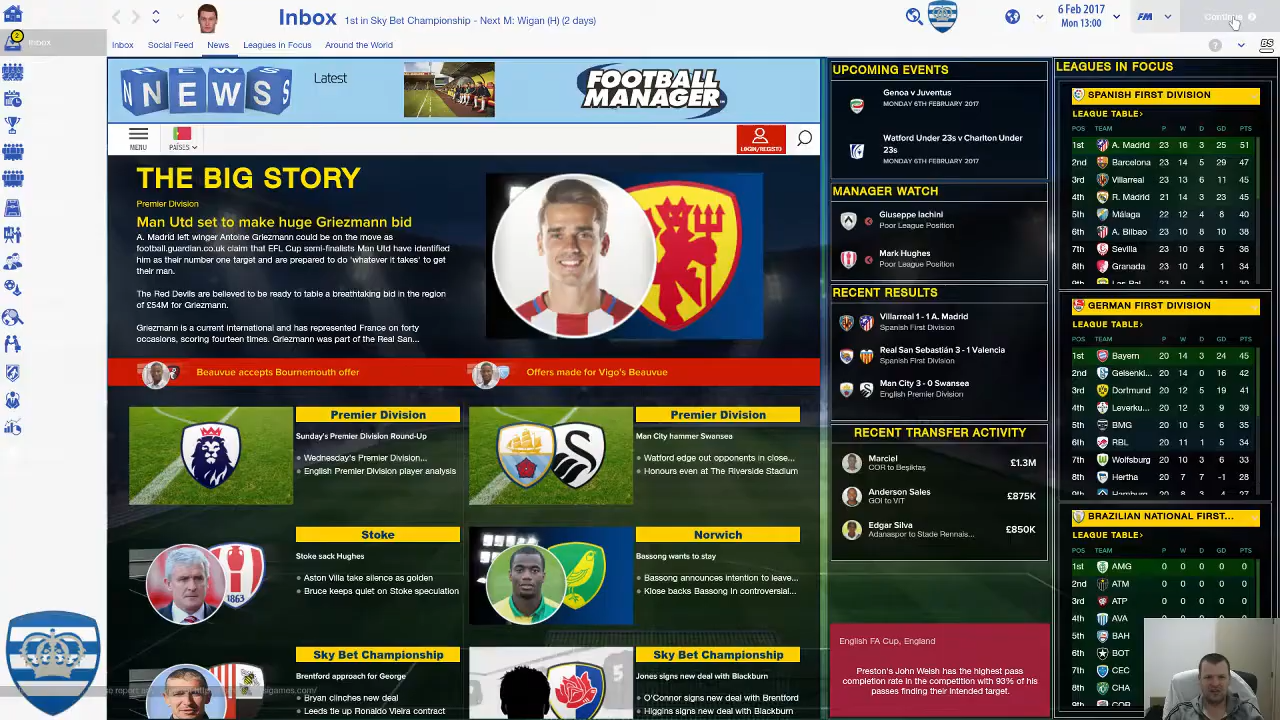 Inbox
1st in Sky Bet Championship - Next M: Wigan (H) (2 days)
6 Feb 2017
Mon 13:00
FM
Continue
2
Inbox
Inbox
Social Feed
News
Leagues in Focus
Around the World
?
BS
NEWS
Latest
FOOTBALL
MANAGER
MENU
PAÍSES
LOGIN/REGISTO
THE BIG STORY
Premier Division
Man Utd set to make huge Griezmann bid
A. Madrid left winger Antoine Griezmann could be on the move as
football.guardian.co.uk claim that EFL Cup semi-finalists Man Utd have identified
him as their number one target and are prepared to do 'whatever it takes' to get
their man.
The Red Devils are believed to be ready to table a breathtaking bid in the region
of £54M for Griezmann.
Griezmann is a current international and has represented France on forty
occasions, scoring fourteen times. Griezmann was part of the Real San...
Beauvue accepts Bournemouth offer
Offers made for Vigo's Beauvue
Premier Division
Sunday's Premier Division Round-Up
Wednesday's Premier Division...
English Premier Division player analysis
Premier Division
Man City hammer Swansea
Watford edge out opponents in close...
Honours even at The Riverside Stadium
Stoke
Stoke sack Hughes
Aston Villa take silence as golden
Bruce keeps quiet on Stoke speculation
1863
Norwich
Bassong wants to stay
Bassong announces intention to leave...
Klose backs Bassong in controversial...
Sky Bet Championship
Brentford approach for George
Bryan clinches new deal
Leeds tie up Ronaldo Vieira contract
Sky Bet Championship
Jones signs new deal with Blackburn
O'Connor signs new deal with Brentford
Higgins signs new deal with Blackburn
UPCOMING EVENTS
Genoa v Juventus
MONDAY 6TH FEBRUARY 2017
Watford Under 23s v Charlton Under
23s
MONDAY 6TH FEBRUARY 2017
MANAGER WATCH
Giuseppe Iachini
Poor League Position
Mark Hughes
Poor League Position
RECENT RESULTS
Villarreal 1 - 1 A. Madrid
Spanish First Division
Real San Sebastián 3 - 1 Valencia
Spanish First Division
Man City 3 - 0 Swansea
English Premier Division
RECENT TRANSFER ACTIVITY
Marciel
COR to Beşiktaş
£1.3M
Anderson Sales
GOI to VIT
£875K
Edgar Silva
Adanaspor to Stade Rennais...
£850K
English FA Cup, England
Preston's John Welsh has the highest pass
completion rate in the competition with 93% of his
passes finding their intended target.
LEAGUES IN FOCUS
SPANISH FIRST DIVISION
LEAGUE TABLE>
POS TEAM P W D GD PTS
1st A. Madrid 23 16 3 25 51
2nd Barcelona 23 14 5 29 47
3rd Villarreal 23 13 6 11 45
4th R. Madrid 21 14 3 23 45
5th Málaga 22 12 4 8 40
6th A. Bilbao 23 12 8 10 38
7th Sevilla 23 10 6 5 36
8th Granada 23 10 4 1 34
GERMAN FIRST DIVISION
LEAGUE TABLE>
POS TEAM P W D GD PTS
1st Bayern 20 14 3 24 45
2nd Gelsenki... 20 12 0 16 42
3rd Dortmund 20 12 5 19 41
4th Leverku... 20 12 3 9 39
5th BMG 20 10 5 6 35
6th RBL 20 11 1 5 34
7th Wolfsburg 20 10 3 6 33
8th Hertha 20 7 7 -1 28
BRAZILIAN NATIONAL FIRST...
LEAGUE TABLE>
POS TEAM P W D GD PTS
1st AMG 0 0 0 0 0
2nd ATM 0 0 0 0 0
3rd ATP 0 0 0 0 0
4th AVA 0 0 0 0 0
5th BAH
6th BOT
7th CEC
8th CHA